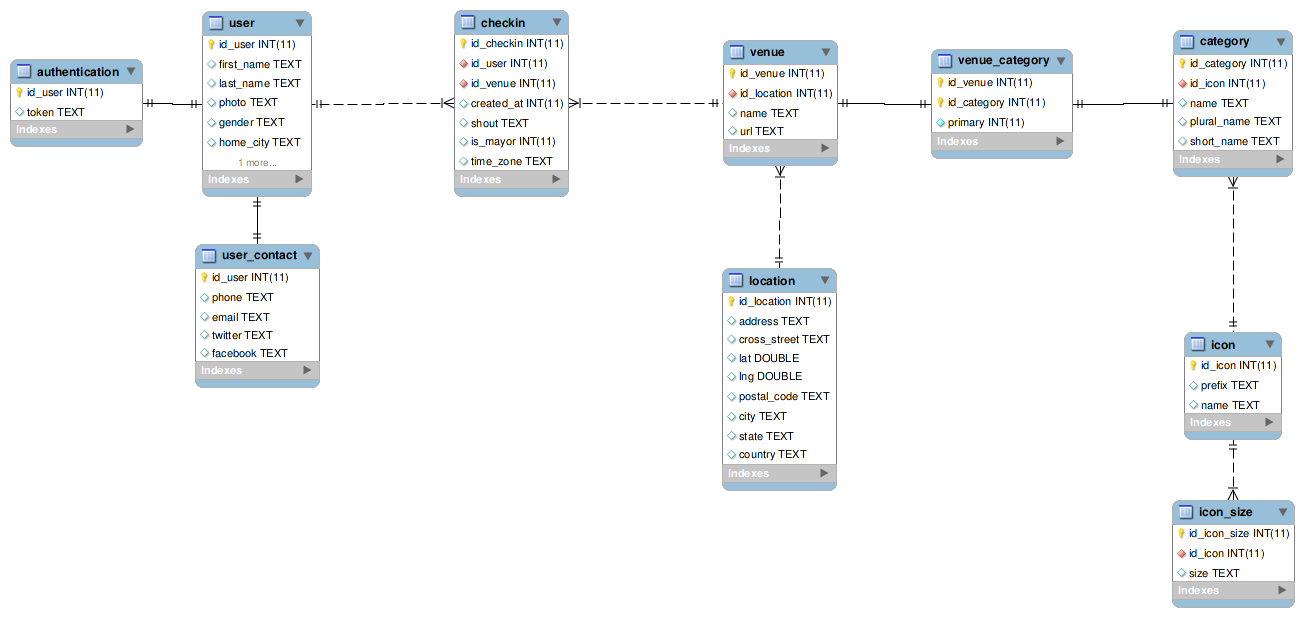 authentication
id_user INT(11)
token TEXT
Indexes
user
id_user INT(11)
first_name TEXT
last_name TEXT
photo TEXT
gender TEXT
home_city TEXT
1 more...
Indexes
user_contact
id_user INT(11)
phone TEXT
email TEXT
twitter TEXT
facebook TEXT
Indexes
checkin
id_checkin INT(11)
id_user INT(11)
id_venue INT(11)
created_at INT(11)
shout TEXT
is_mayor INT(11)
time_zone TEXT
Indexes
venue
id_venue INT(11)
id_location INT(11)
name TEXT
url TEXT
Indexes
location
id_location INT(11)
address TEXT
cross_street TEXT
lat DOUBLE
lng DOUBLE
postal_code TEXT
city TEXT
state TEXT
country TEXT
Indexes
venue_category
id_venue INT(11)
id_category INT(11)
primary INT(11)
Indexes
category
id_category INT(11)
id_icon INT(11)
name TEXT
plural_name TEXT
short_name TEXT
Indexes
icon
id_icon INT(11)
prefix TEXT
name TEXT
Indexes
icon_size
id_icon_size INT(11)
id_icon INT(11)
size TEXT
Indexes